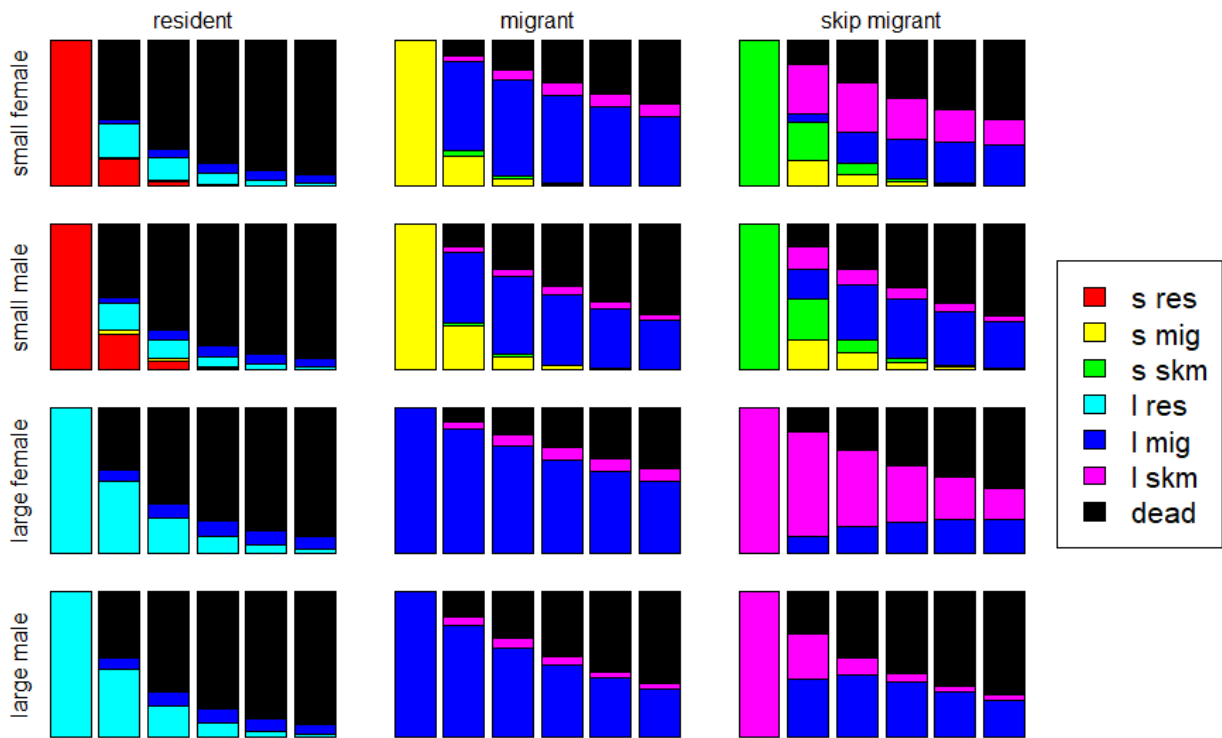 resident
migrant
skip migrant
small female
small male
large female
large male
s res
s mig
s skm
l res
l mig
l skm
dead